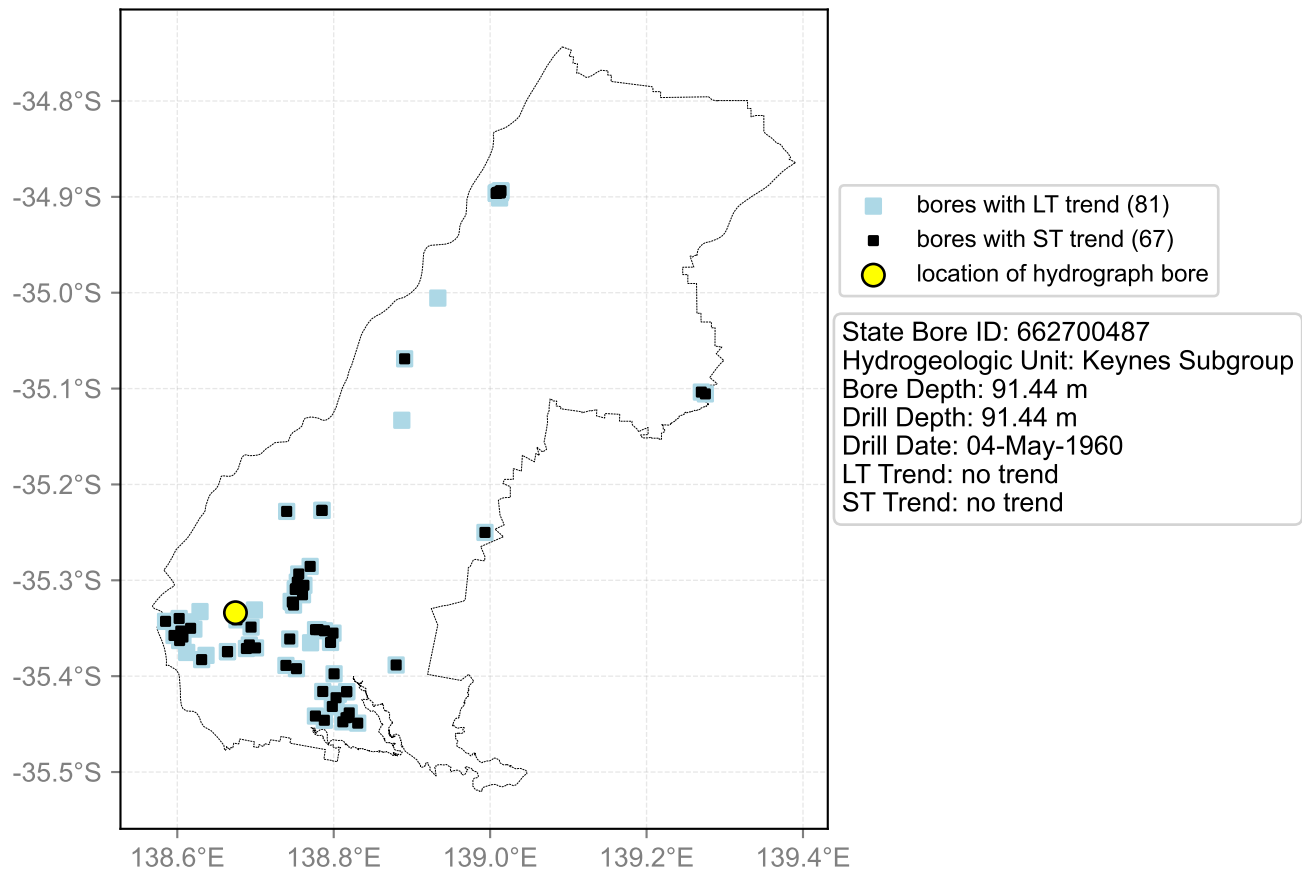 -34.8°S
-34.9°S
-35.0°S
-35.1°S
-35.2°S
-35.3°S
-35.4°S
-35.5°S
138.6°E 138.8°E 139.0°E 139.2°E 139.4°E
bores with LT trend (81)
bores with ST trend (67)
location of hydrograph bore
State Bore ID: 662700487
Hydrogeologic Unit: Keynes Subgroup
Bore Depth: 91.44 m
Drill Depth: 91.44 m
Drill Date: 04-May-1960
LT Trend: no trend
ST Trend: no trend